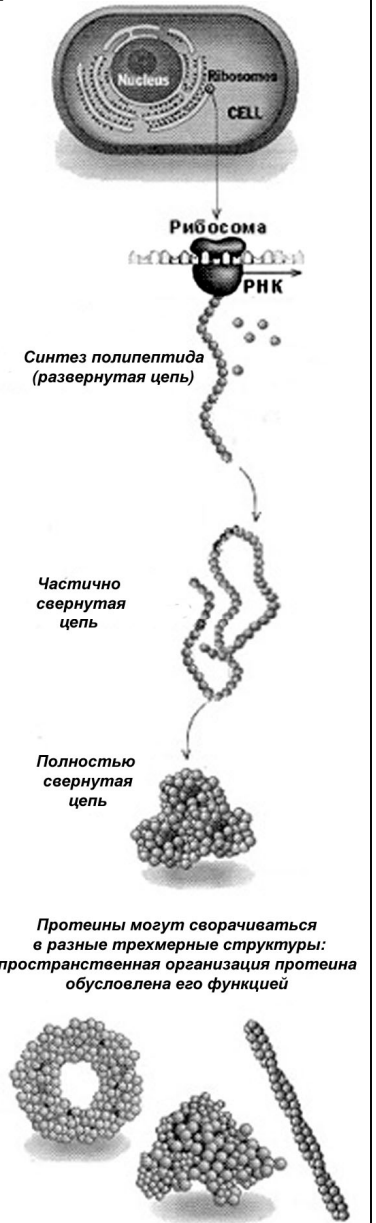 Nucleus
Ribosomes
CELL
Рибосома
РНК
Синтез полипептида
(развернутая цепь)
Частично
свернутая
цепь
Полностью
свернутая
цепь
Протеины могут сворачиваться
в разные трехмерные структуры:
пространственная организация протеина
обусловлена его функцией